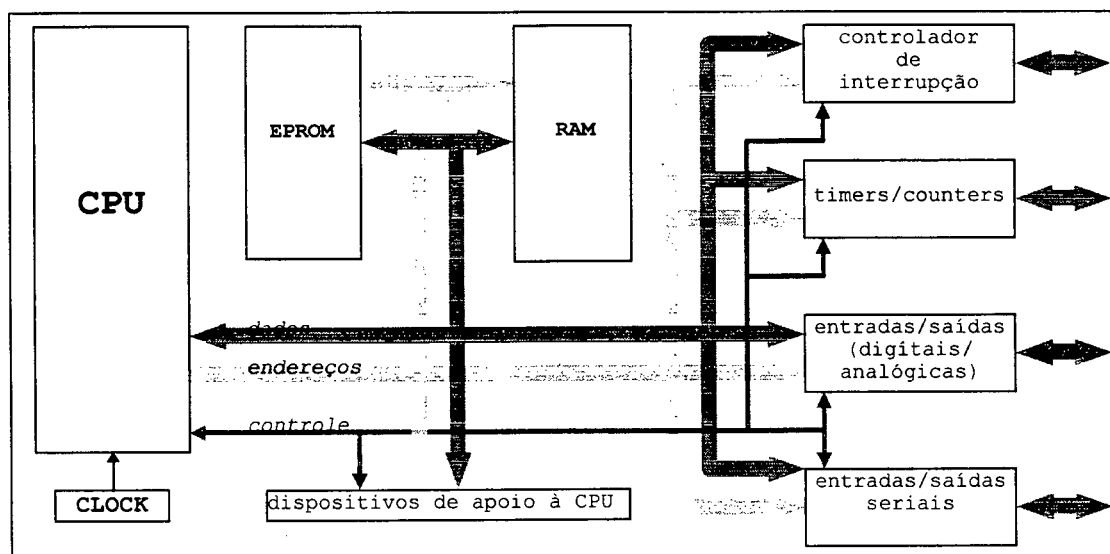 controlador
de
interrupção
EPROM
RAM
CPU
timers/counters
dados
entradas/saídas
(digitais/
analógicas)
endereços
controle
CLOCK
dispositivos de apoio à CPU
entradas/saídas
seriais